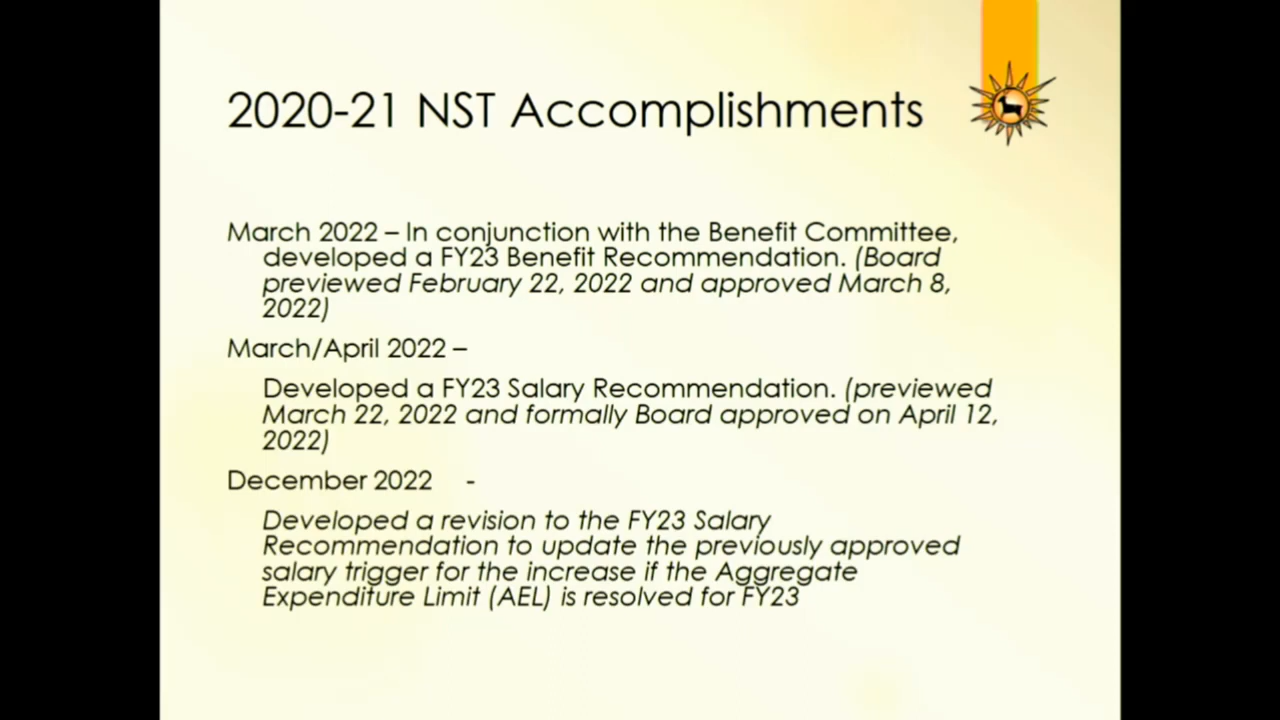 2020-21 NST Accomplishments
March 2022 – In conjunction with the Benefit Committee,
developed a FY23 Benefit Recommendation. (Board
previewed February 22, 2022 and approved March 8,
2022)
March/April 2022 –
Developed a FY23 Salary Recommendation. (previewed
March 22, 2022 and formally Board approved on April 12,
2022)
December 2022 -
Developed a revision to the FY23 Salary
Recommendation to update the previously approved
salary trigger for the increase if the Aggregate
Expenditure Limit (AEL) is resolved for FY23